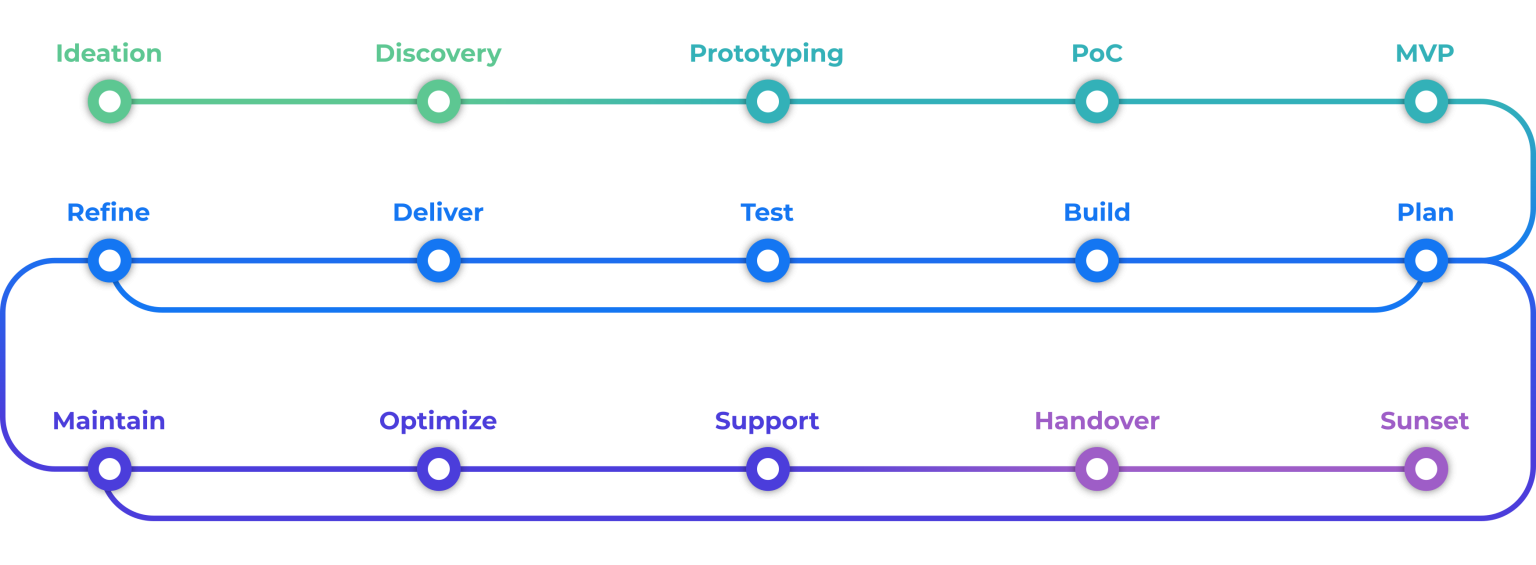 Ideation
Discovery
Prototyping
PoC
MVP
Refine
Deliver
Test
Build
Plan
Maintain
Optimize
Support
Handover
Sunset